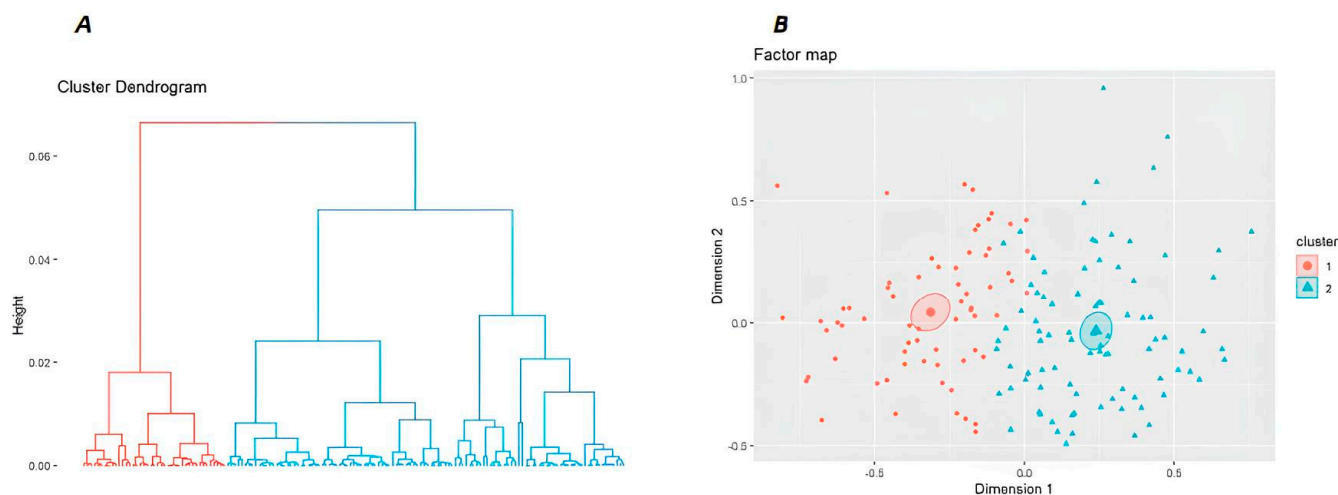 A
Cluster Dendrogram
Height
0.06
0.04
0.02
0.00
B
Factor map
Dimension 2
1.0
0.5
0.0
-0.5
-0.5
0.0
0.5
Dimension 1
cluster
1
2